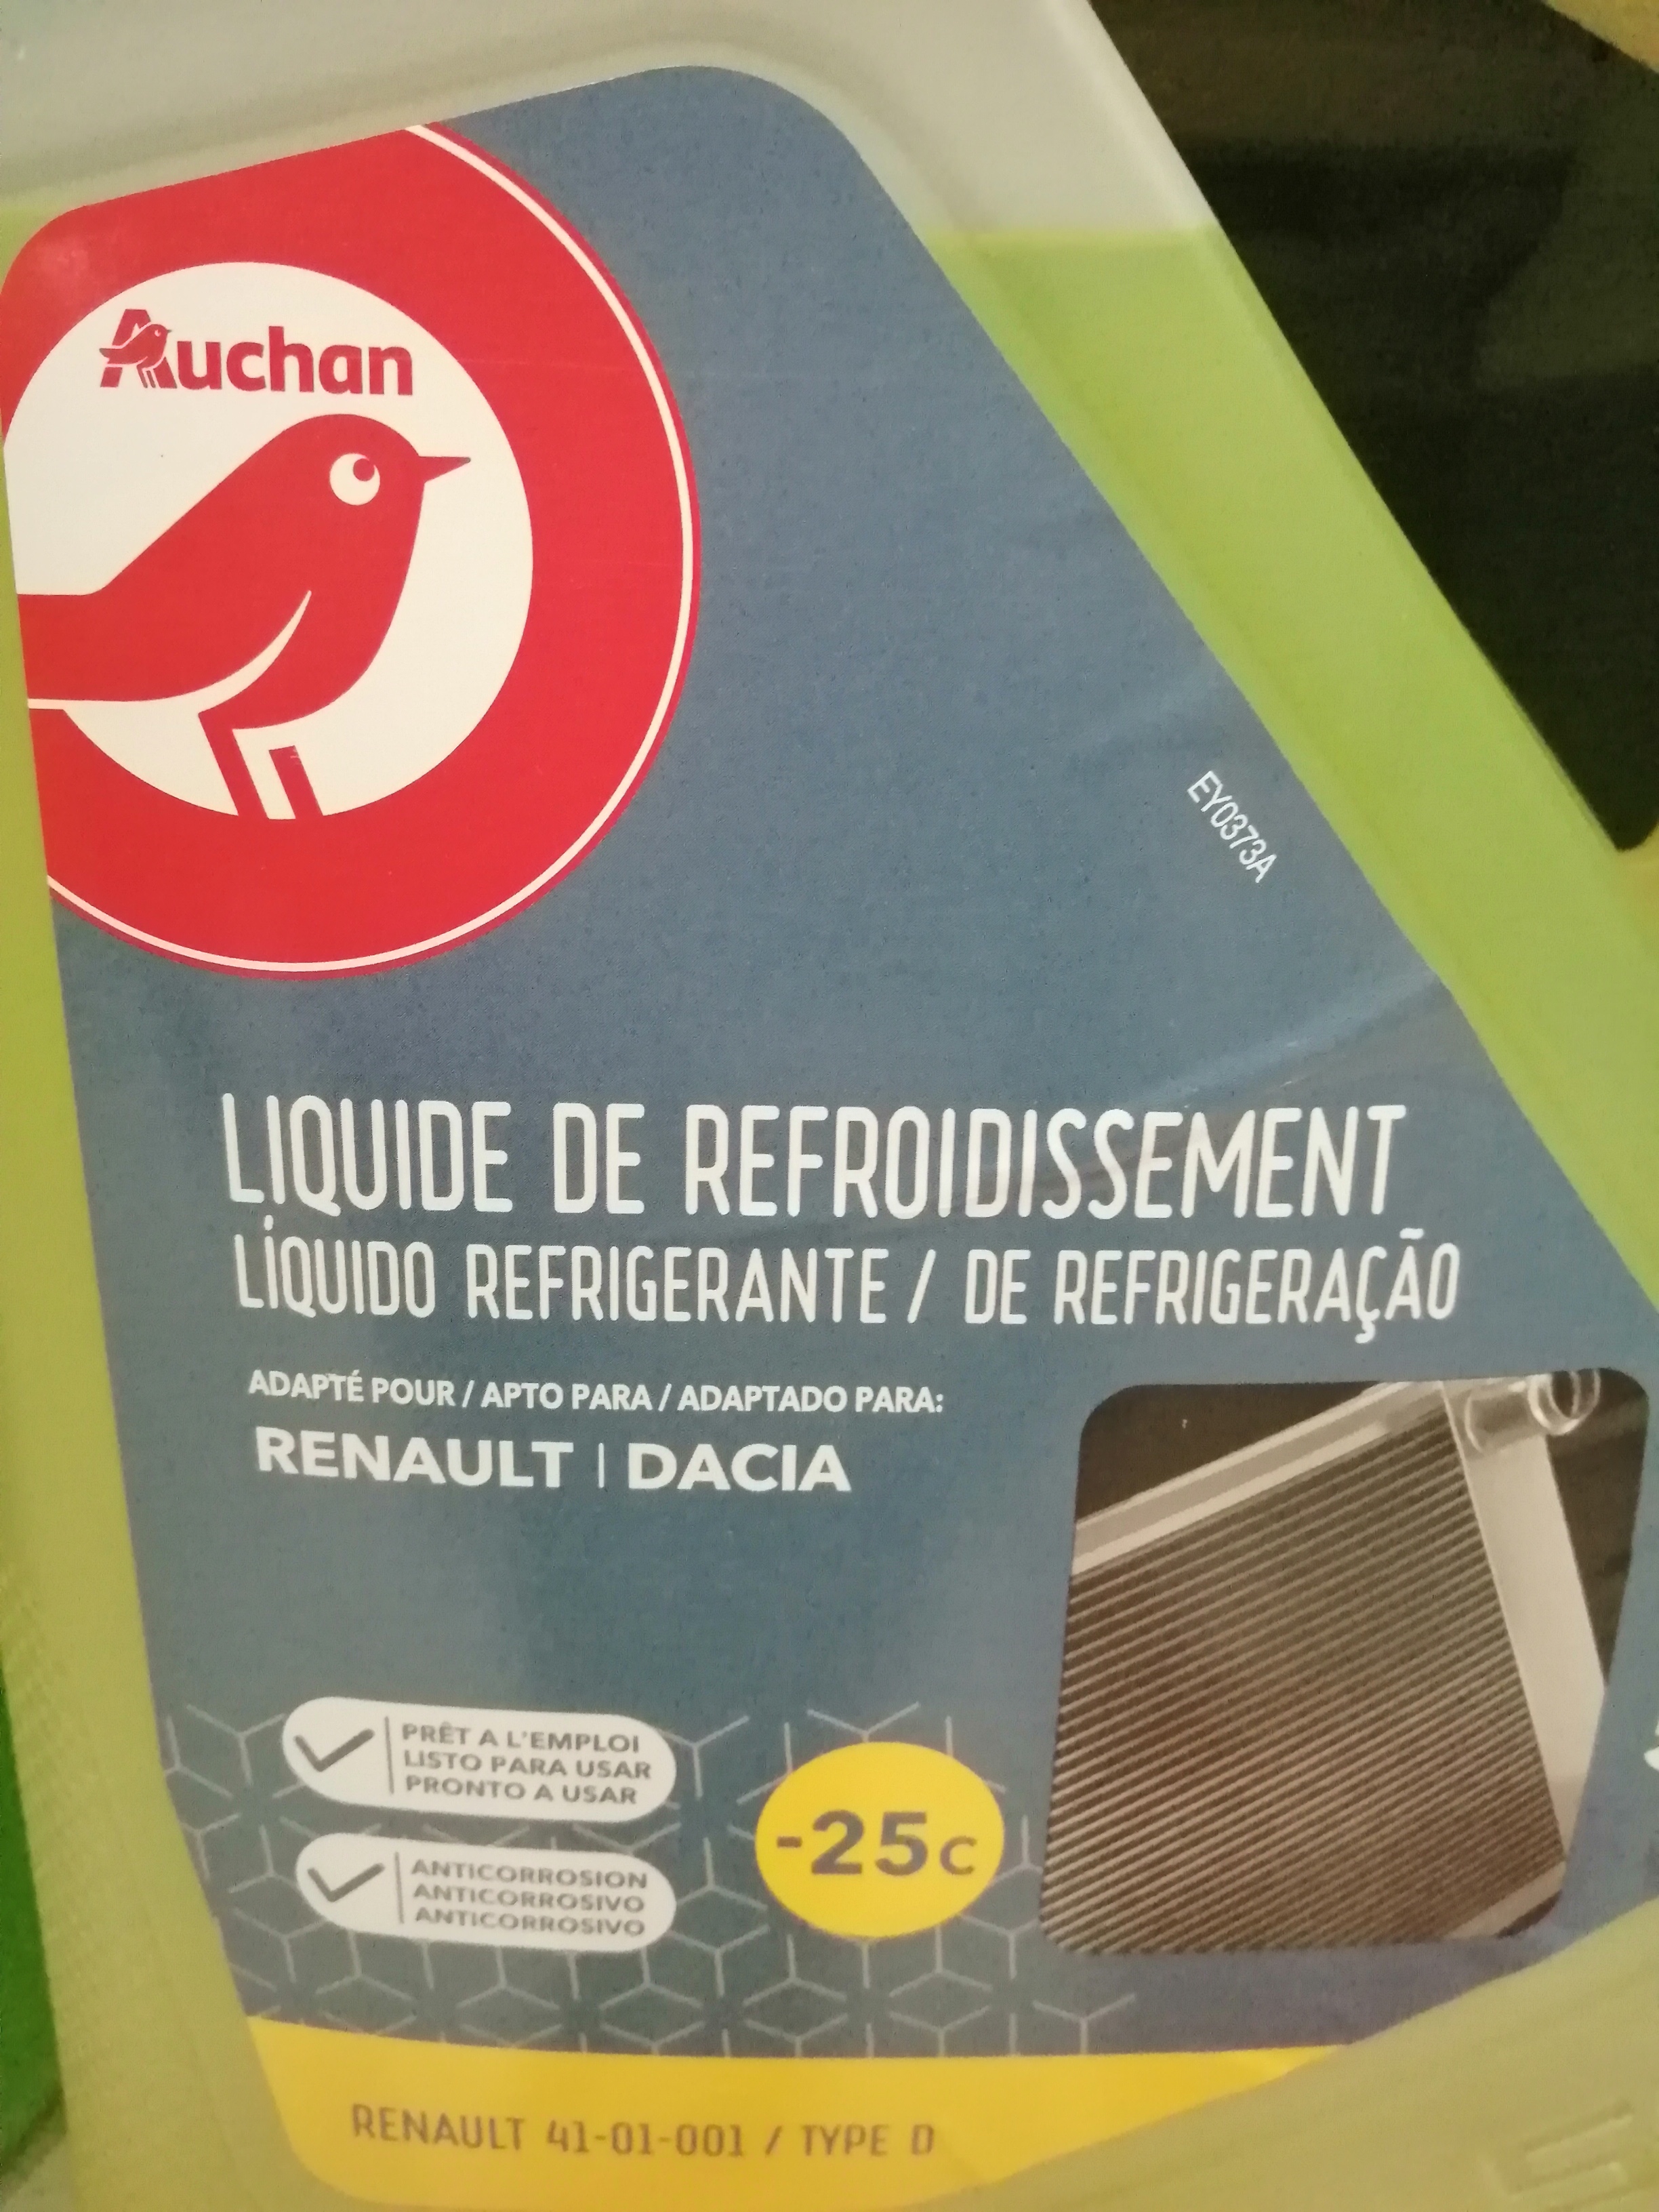 Auchan
EY0373A
LIQUIDE DE REFROIDISSEMENT
LÍQUIDO REFRIGERANTE / DE REFRIGERAÇÃO
ADAPTÉ POUR / APTO PARA / ADAPTADO PARA:
RENAULT | DACIA
PRÊT A L'EMPLOI
LISTO PARA USAR
PRONTO A USAR
-25c
ANTICORROSION
ANTICORROSIVO
ANTICORROSIVO
RENAULT 41-01-001 / TYPE D